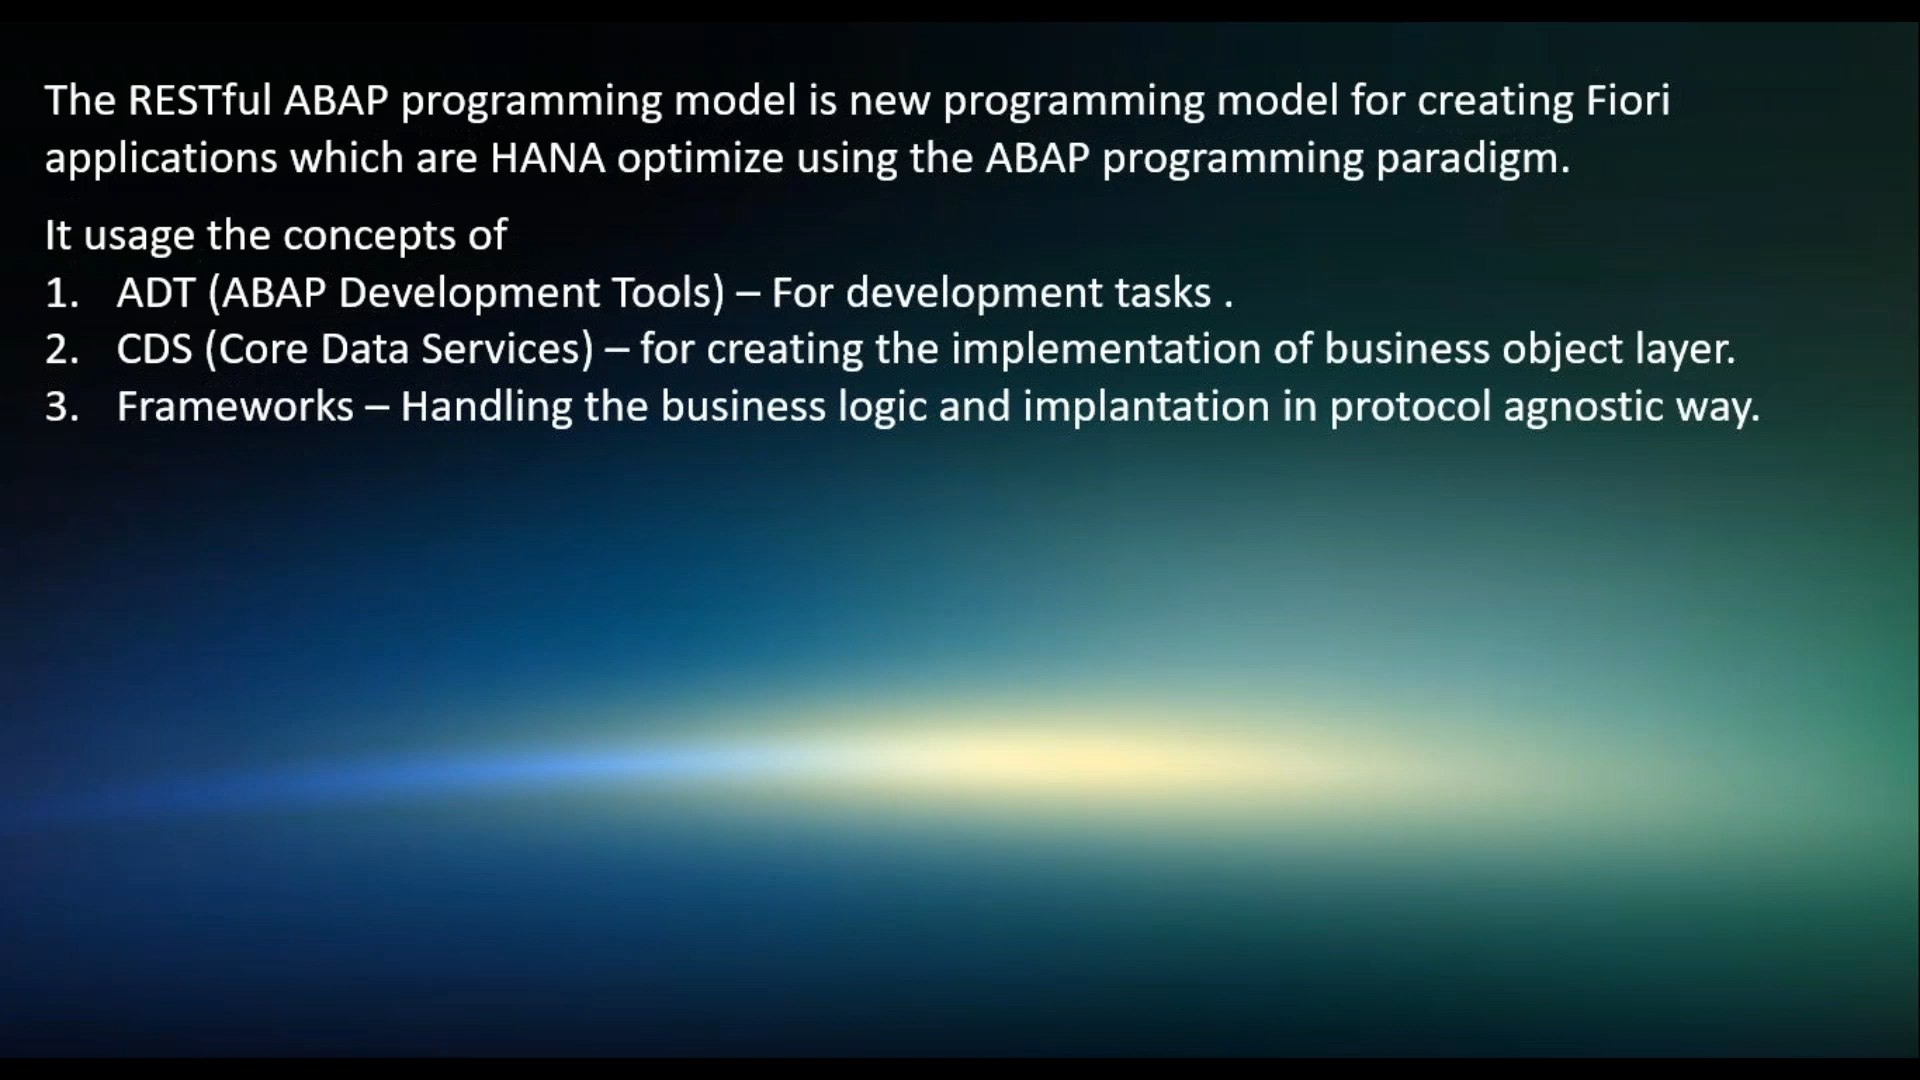 The RESTful ABAP programming model is new programming model for creating Fiori
applications which are HANA optimize using the ABAP programming paradigm.
It usage the concepts of
1. ADT (ABAP Development Tools) – For development tasks .
2. CDS (Core Data Services) – for creating the implementation of business object layer.
3. Frameworks – Handling the business logic and implantation in protocol agnostic way.